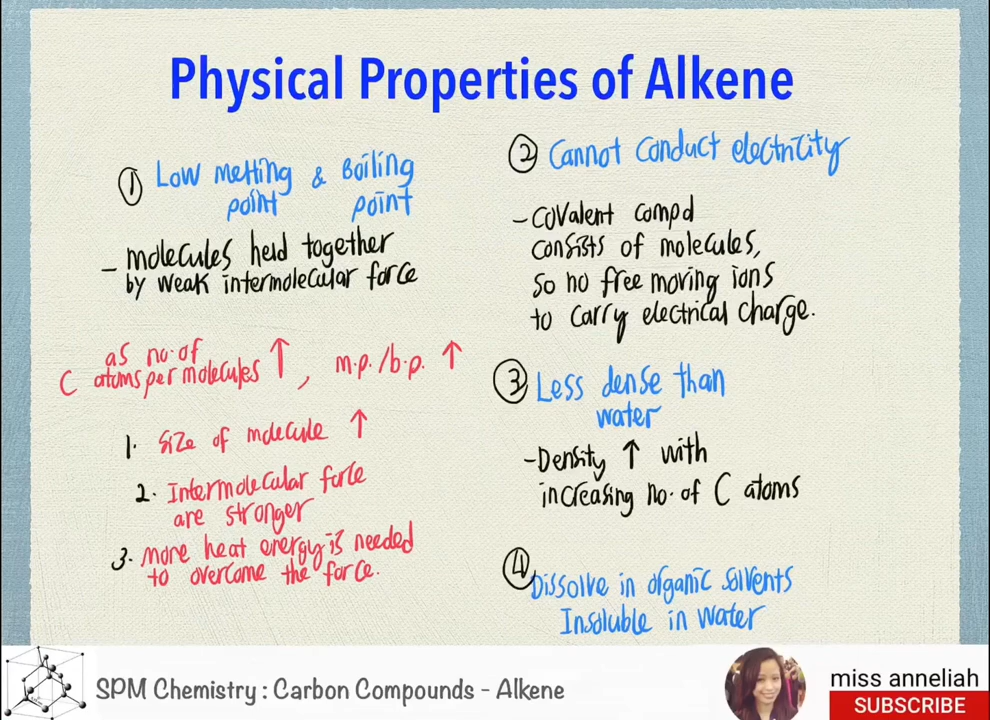 Physical Properties of Alkene
① Low melting & Boiling
point point
- molecules held together
by weak intermolecular force
as no. of
C atoms per molecules ↑ , m.p./b.p. ↑
1. Size of molecule ↑
2. Intermolecular force
are stronger
3. more heat energy is needed
to overcome the force.
② Cannot conduct electricity
- covalent compd
consists of molecules,
so no free moving ions
to carry electrical charge.
③ Less dense than
water
- Density ↑ with
increasing no. of C atoms
④ Dissolve in organic solvents
Insoluble in water
SPM Chemistry : Carbon Compounds - Alkene
miss anneliah
SUBSCRIBE